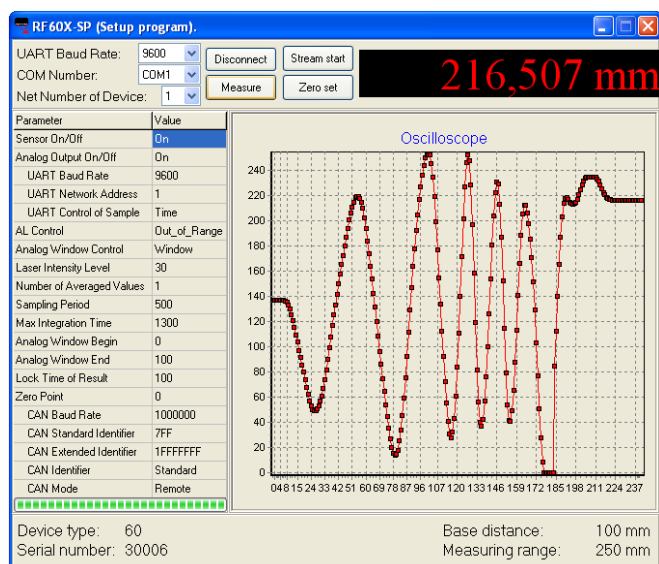 RF60X-SP (Setup program).
UART Baud Rate: 9600 Disconnect Stream start
COM Number: COM1
Net Number of Device: 1 Measure Zero set
216,507 mm
Parameter Value
Sensor On/Off On
Analog Output On/Off On
UART Baud Rate 9600
UART Network Address 1
UART Control of Sample Time
AL Control Out_of_Range
Analog Window Control Window
Laser Intensity Level 30
Number of Averaged Values 1
Sampling Period 500
Max Integration Time 1300
Analog Window Begin 0
Analog Window End 100
Lock Time of Result 100
Zero Point 0
CAN Baud Rate 1000000
CAN Standard Identifier 7FF
CAN Extended Identifier 1FFFFFFF
CAN Identifier Standard
CAN Mode Remote
Oscilloscope
240
220
200
180
160
140
120
100
80
60
40
20
0
0 4 8 15 24 33 42 51 60 69 78 87 96 107 120 133 146 159 172 185 198 211 224 237
Device type: 60
Serial number: 30006
Base distance: 100 mm
Measuring range: 250 mm